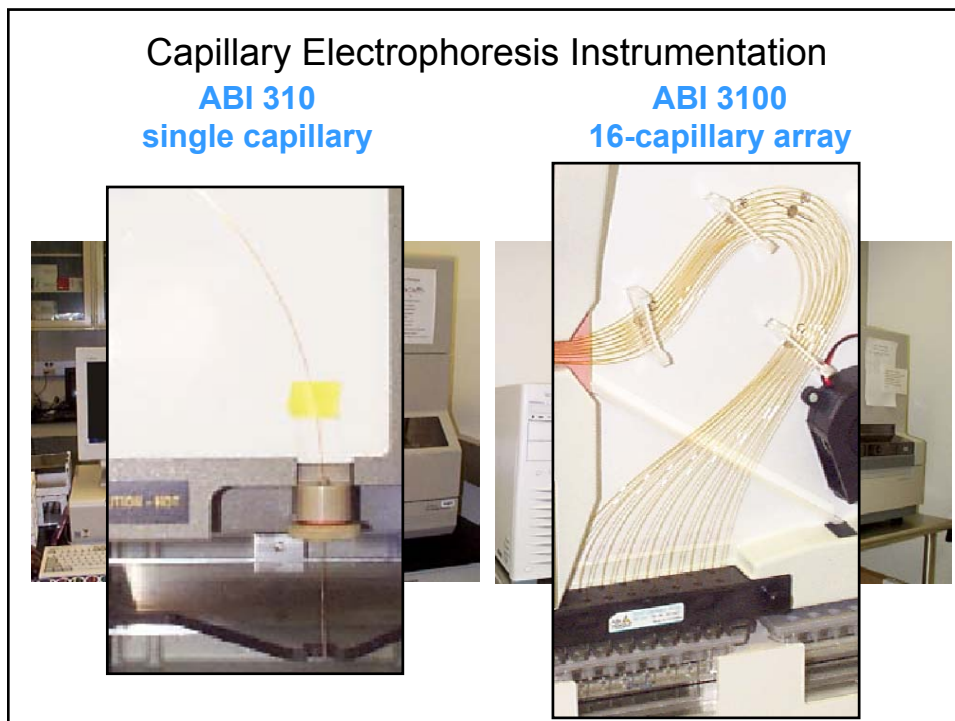 Capillary Electrophoresis Instrumentation
ABI 310
single capillary
ABI 3100
16-capillary array